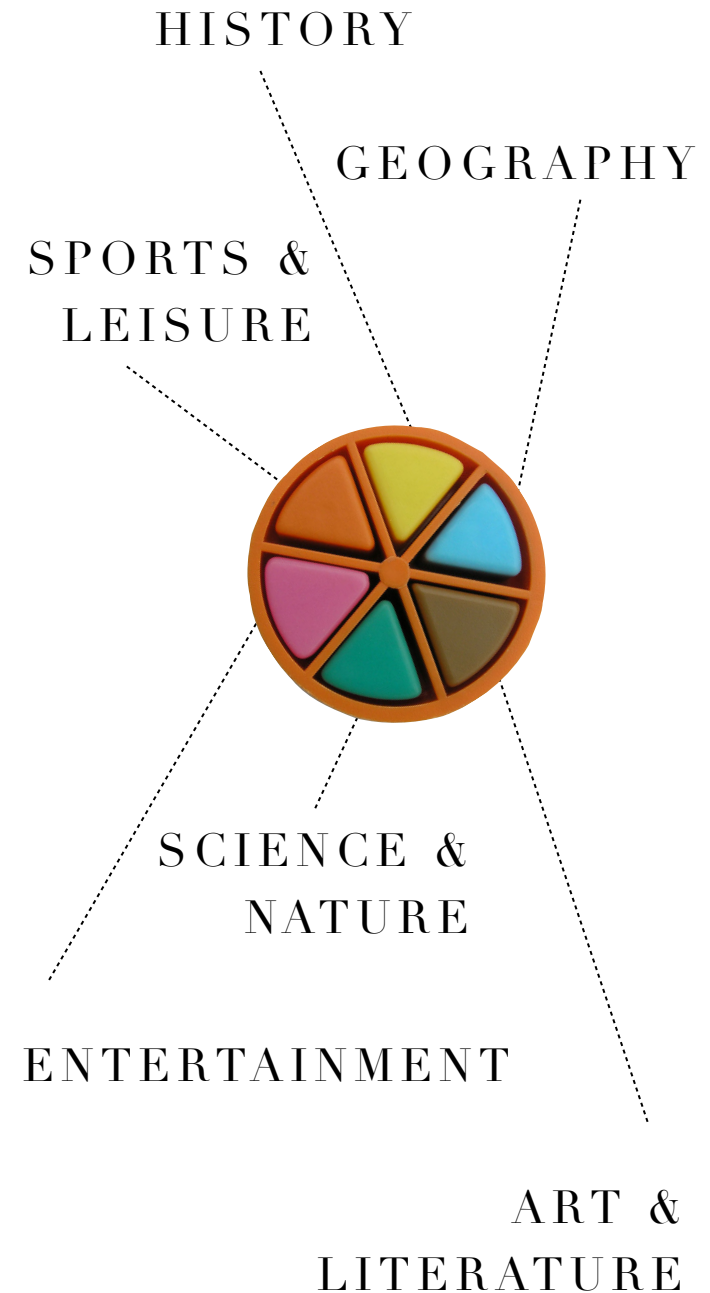 HISTORY
GEOGRAPHY
SPORTS &
LEISURE
SCIENCE &
NATURE
ENTERTAINMENT
ART &
LITERATURE